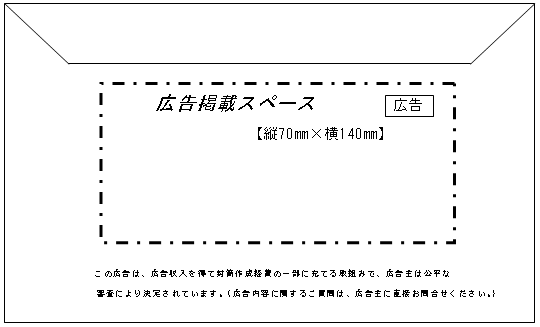 広告掲載スペース
広告
【縦70mm×横140mm】
この広告は、広告収入を得て封筒作成経費の一部に充てる取組みで、広告主は公平な
審査により決定されています。(広告内容に関するご質問は、広告主に直接お問合せください。)